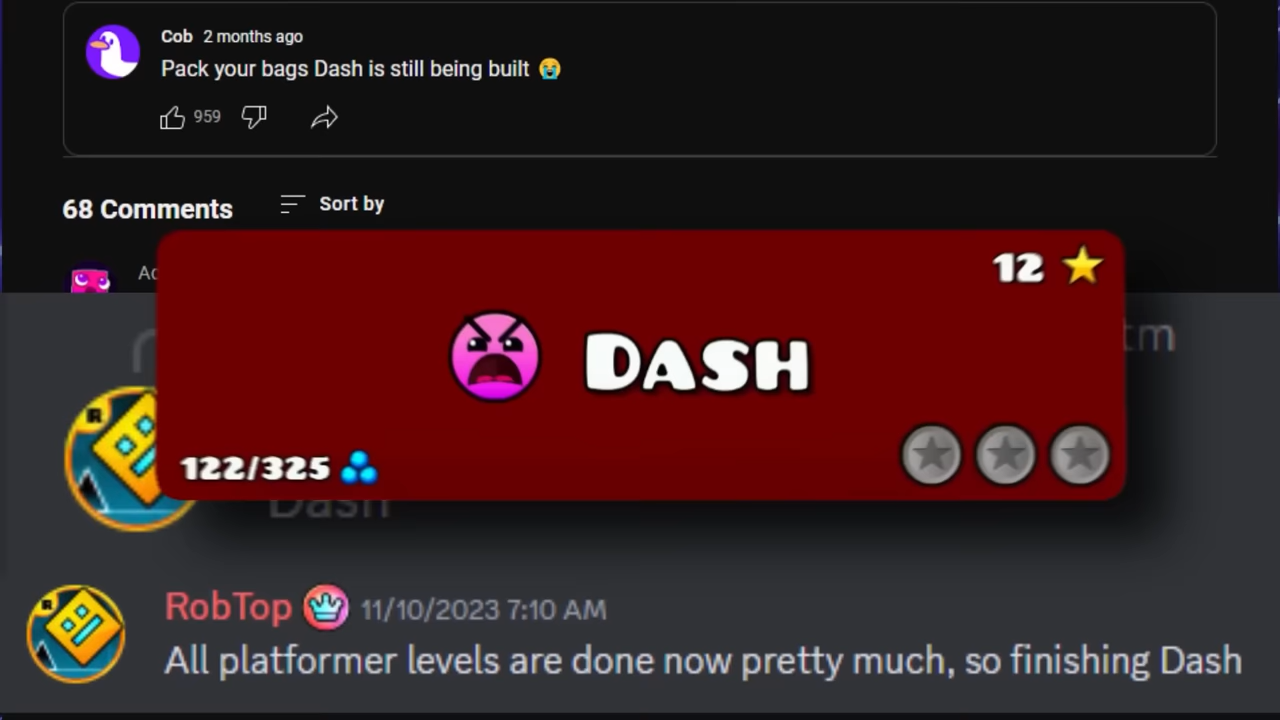 Cob 2 months ago
Pack your bags Dash is still being built 😭
959
68 Comments Sort by
12
DASH
122/325
tm
Dash
R
RobTop 11/10/2023 7:10 AM
R
All platformer levels are done now pretty much, so finishing Dash